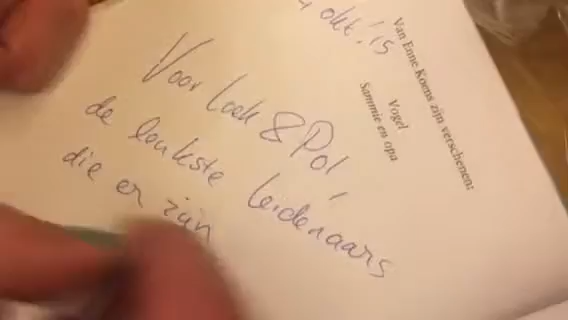 okt. '15
Van Enne Koens zijn verschenen:
Vogel
Sammie en opa
Voor Loek & Pol,
de leukste Leidenaars
die er zijn